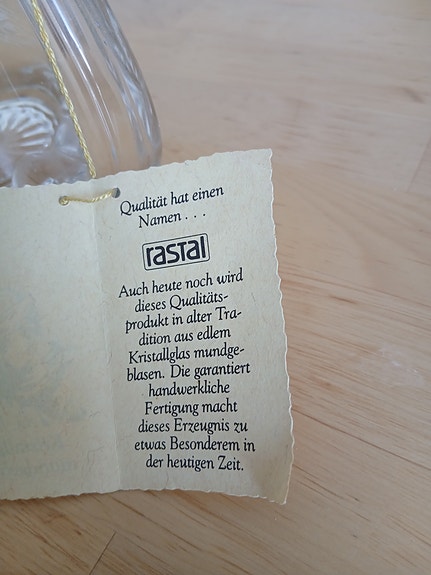 Qualität hat einen
Namen . . .
rastal
Auch heute noch wird
dieses Qualitäts-
produkt in alter Tra-
dition aus edlem
Kristallglas mundge-
blasen. Die garantiert
handwerkliche
Fertigung macht
dieses Erzeugnis zu
etwas Besonderem in
der heutigen Zeit.